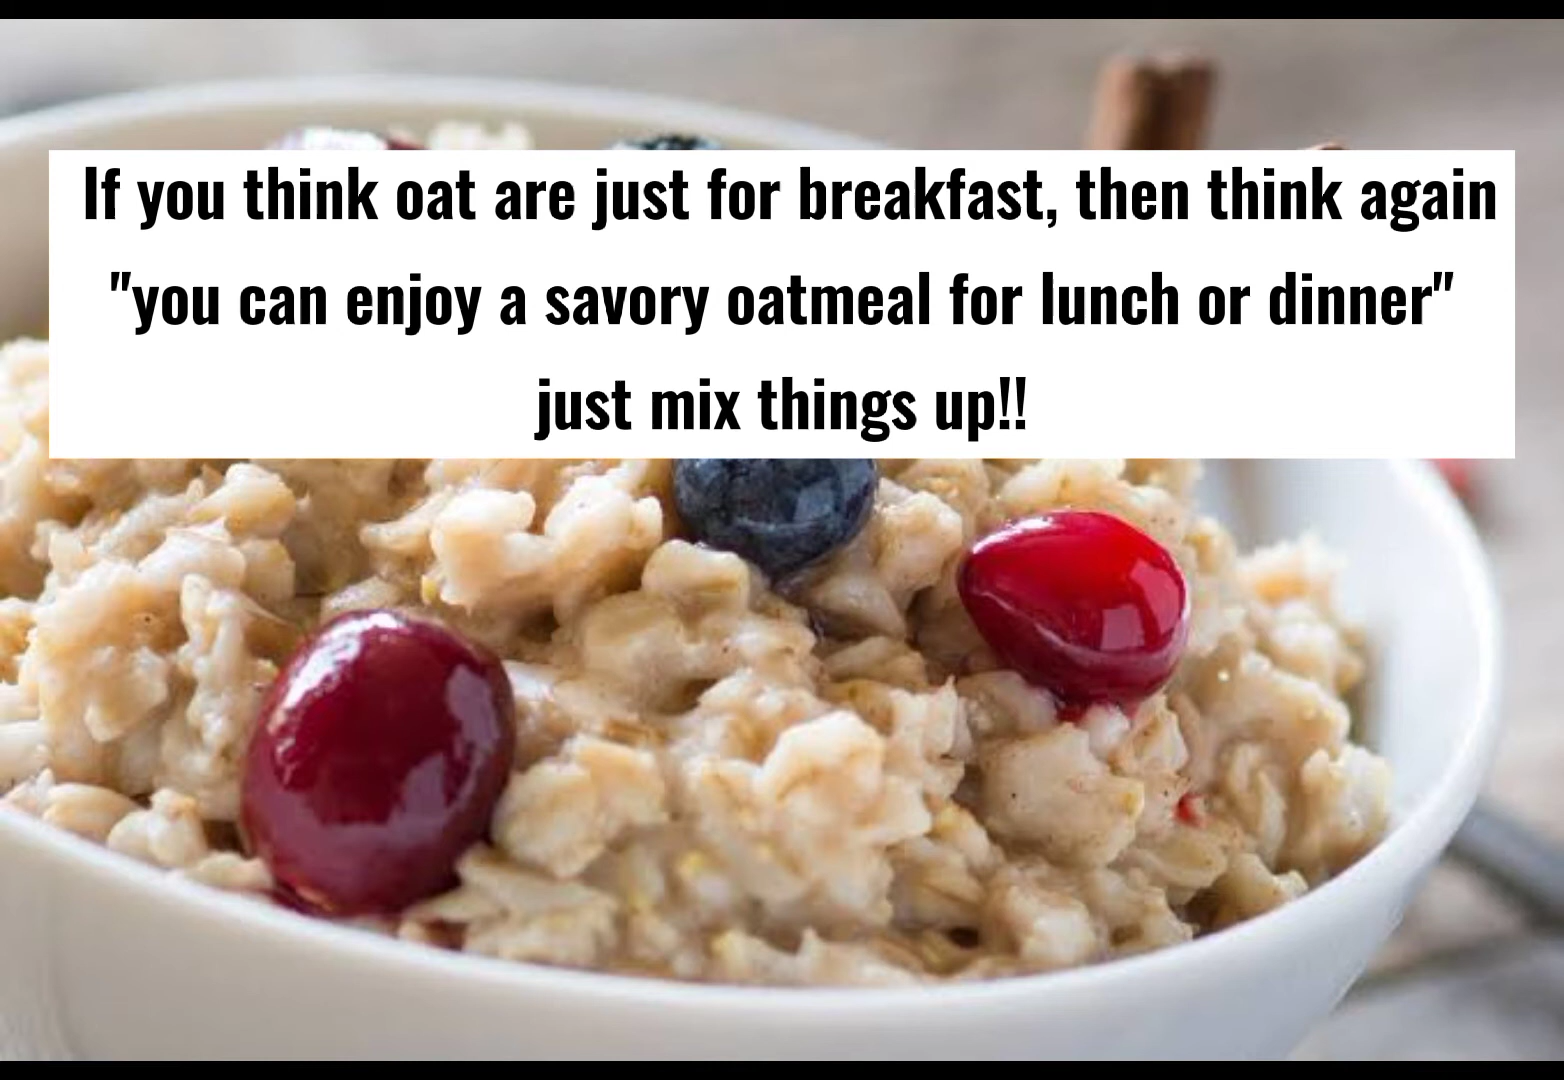 If you think oat are just for breakfast, then think again
"you can enjoy a savory oatmeal for lunch or dinner"
just mix things up!!